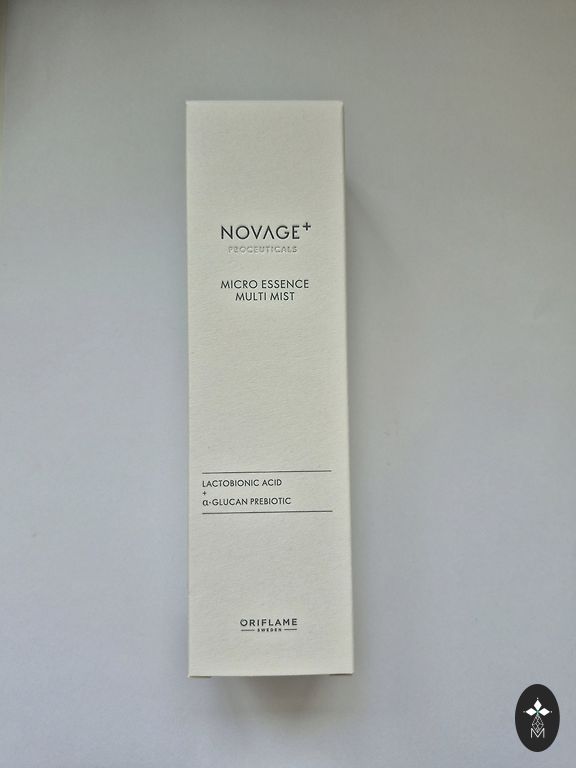 NOVAGE+
PROCEUTICALS
MICRO ESSENCE
MULTI MIST
LACTOBIONIC ACID
+
α-GLUCAN PREBIOTIC
ORIFLAME
SWEDEN
M